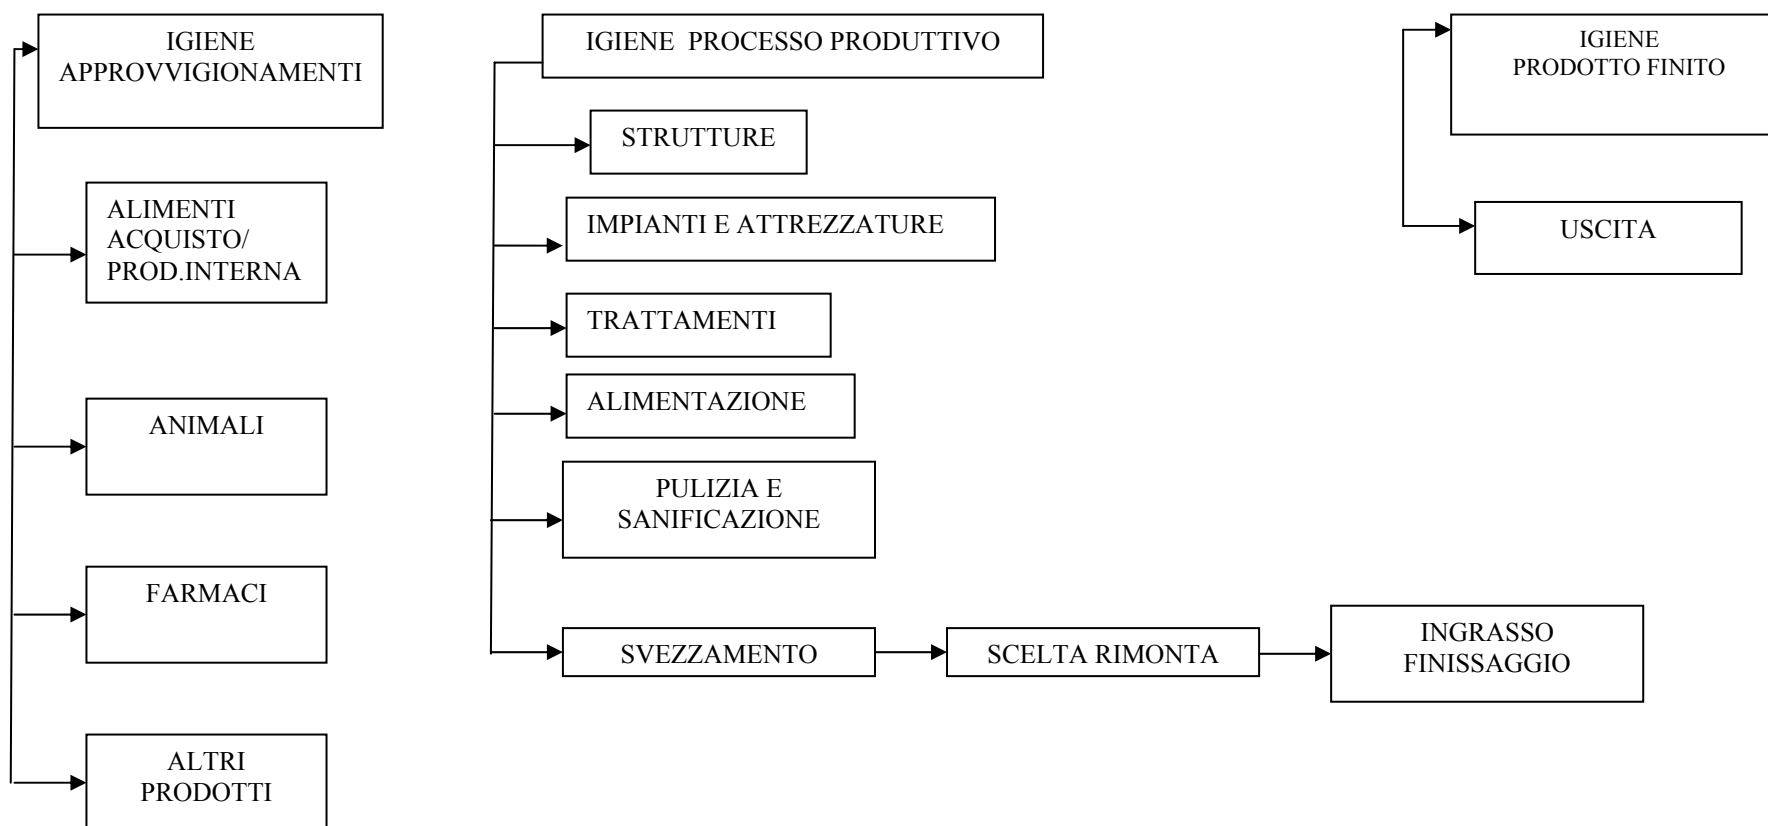 IGIENE
APPROVVIGIONAMENTI
ALIMENTI
ACQUISTO/
PROD.INTERNA
ANIMALI
FARMACI
ALTRI
PRODOTTI
IGIENE PROCESSO PRODUTTIVO
STRUTTURE
IMPIANTI E ATTREZZATURE
TRATTAMENTI
ALIMENTAZIONE
PULIZIA E
SANIFICAZIONE
SVEZZAMENTO
SCELTA RIMONTA
INGRASSO
FINISSAGGIO
IGIENE
PRODOTTO FINITO
USCITA